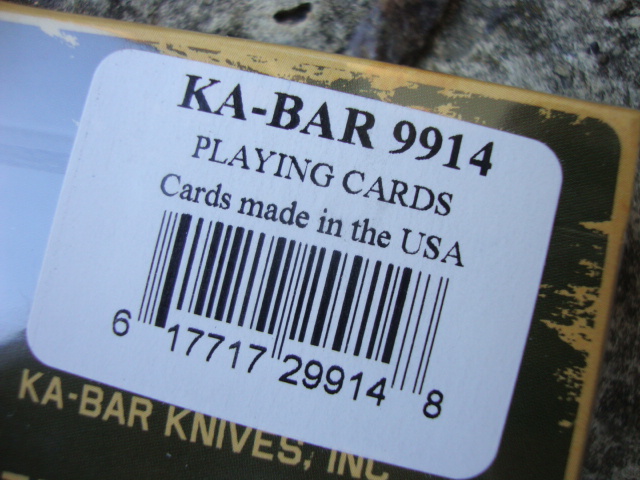 KA-BAR 9914
PLAYING CARDS
Cards made in the USA
6 17717 29914 8
KA-BAR KNIVES, INC